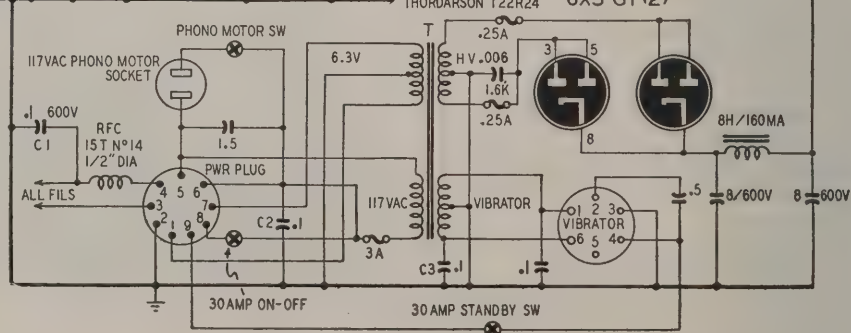 THORDARSON T22R24
6X5 GT (2)
T
PHONO MOTOR SW
.25A
117VAC PHONO MOTOR
SOCKET
6.3V
HV
.006
3
5
1.6K
.25A
.1
600V
C1
RFC
15T Nº14
1/2" DIA
1.5
8
8H/160MA
PWR PLUG
ALL FILS
4
5
6
3
7
2
8
1
9
C2
.1
117VAC
VIBRATOR
1
2
3
6
5
4
VIBRATOR
.5
8/600V
8
600V
3A
C3
.1
.1
30AMP ON-OFF
30 AMP STANDBY SW